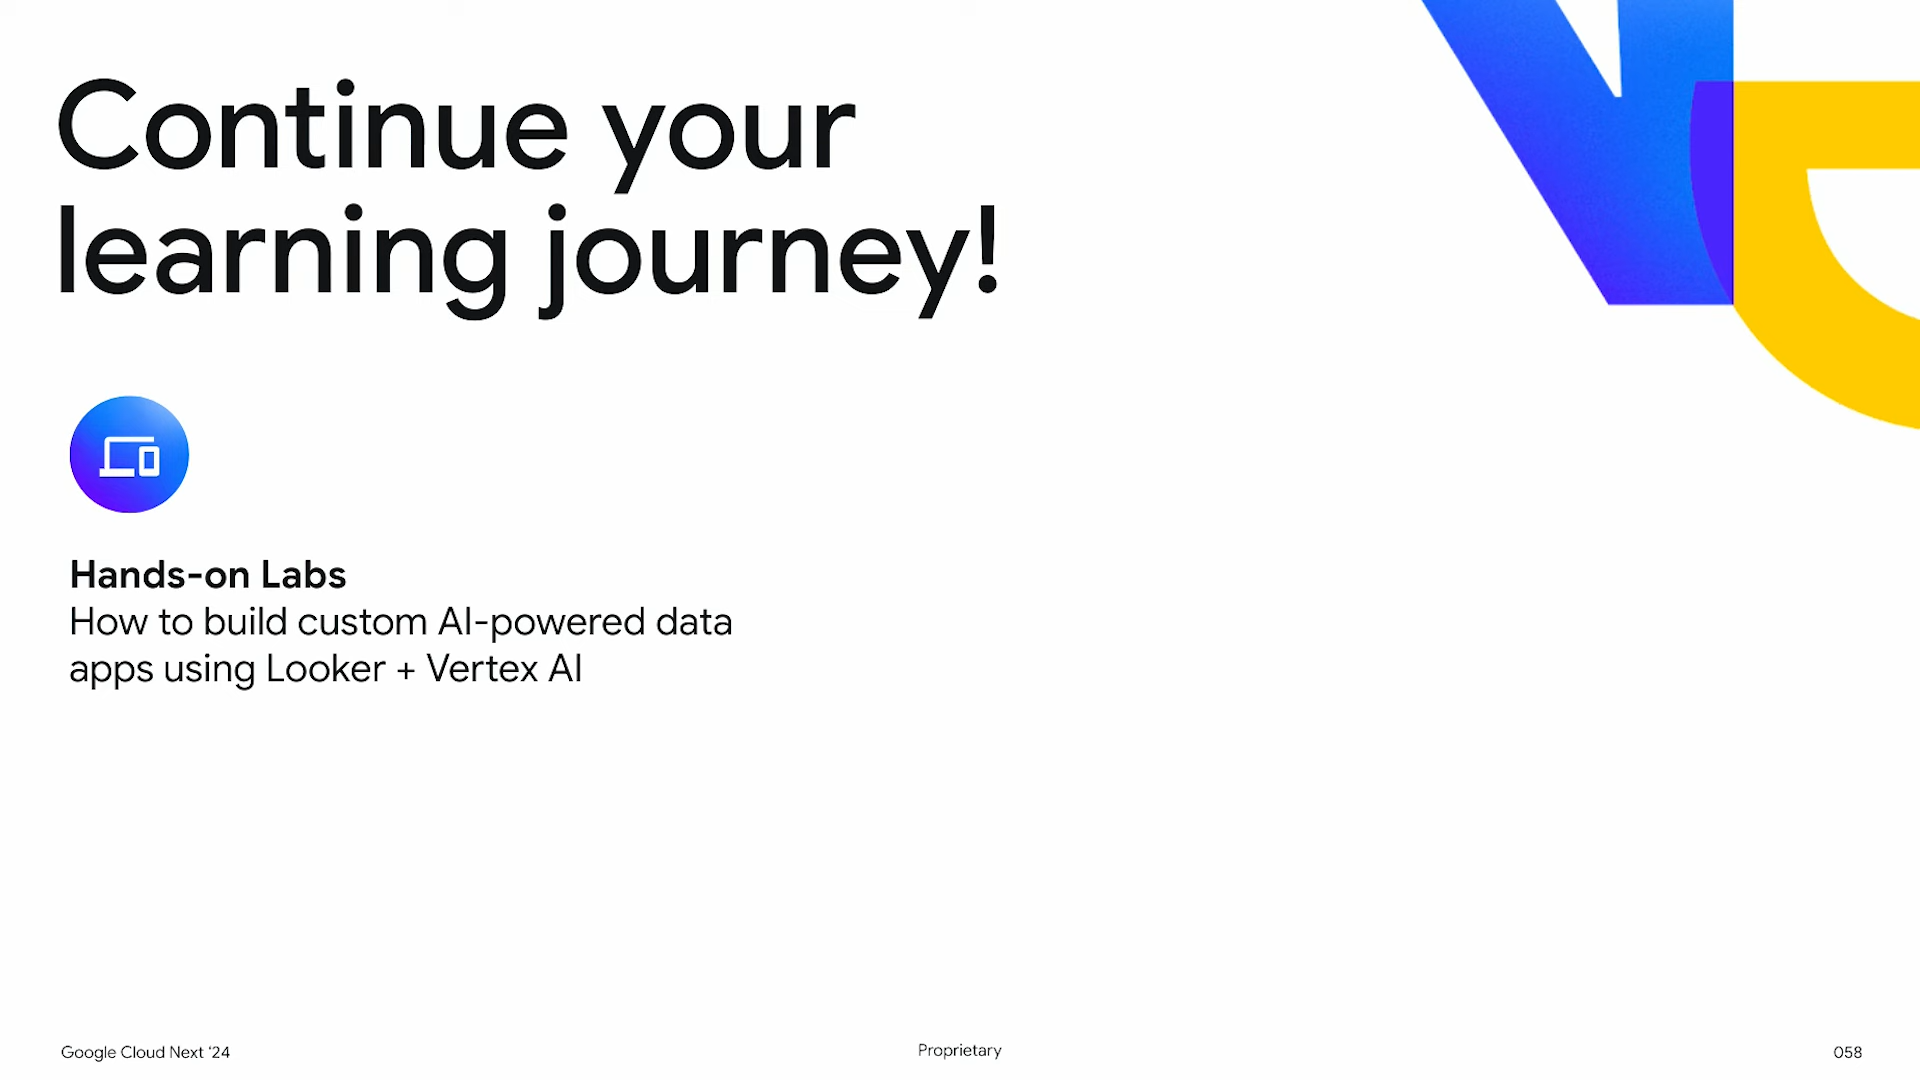 Continue your
learning journey!
Hands-on Labs
How to build custom AI-powered data
apps using Looker + Vertex AI
Google Cloud Next ‘24
Proprietary
058